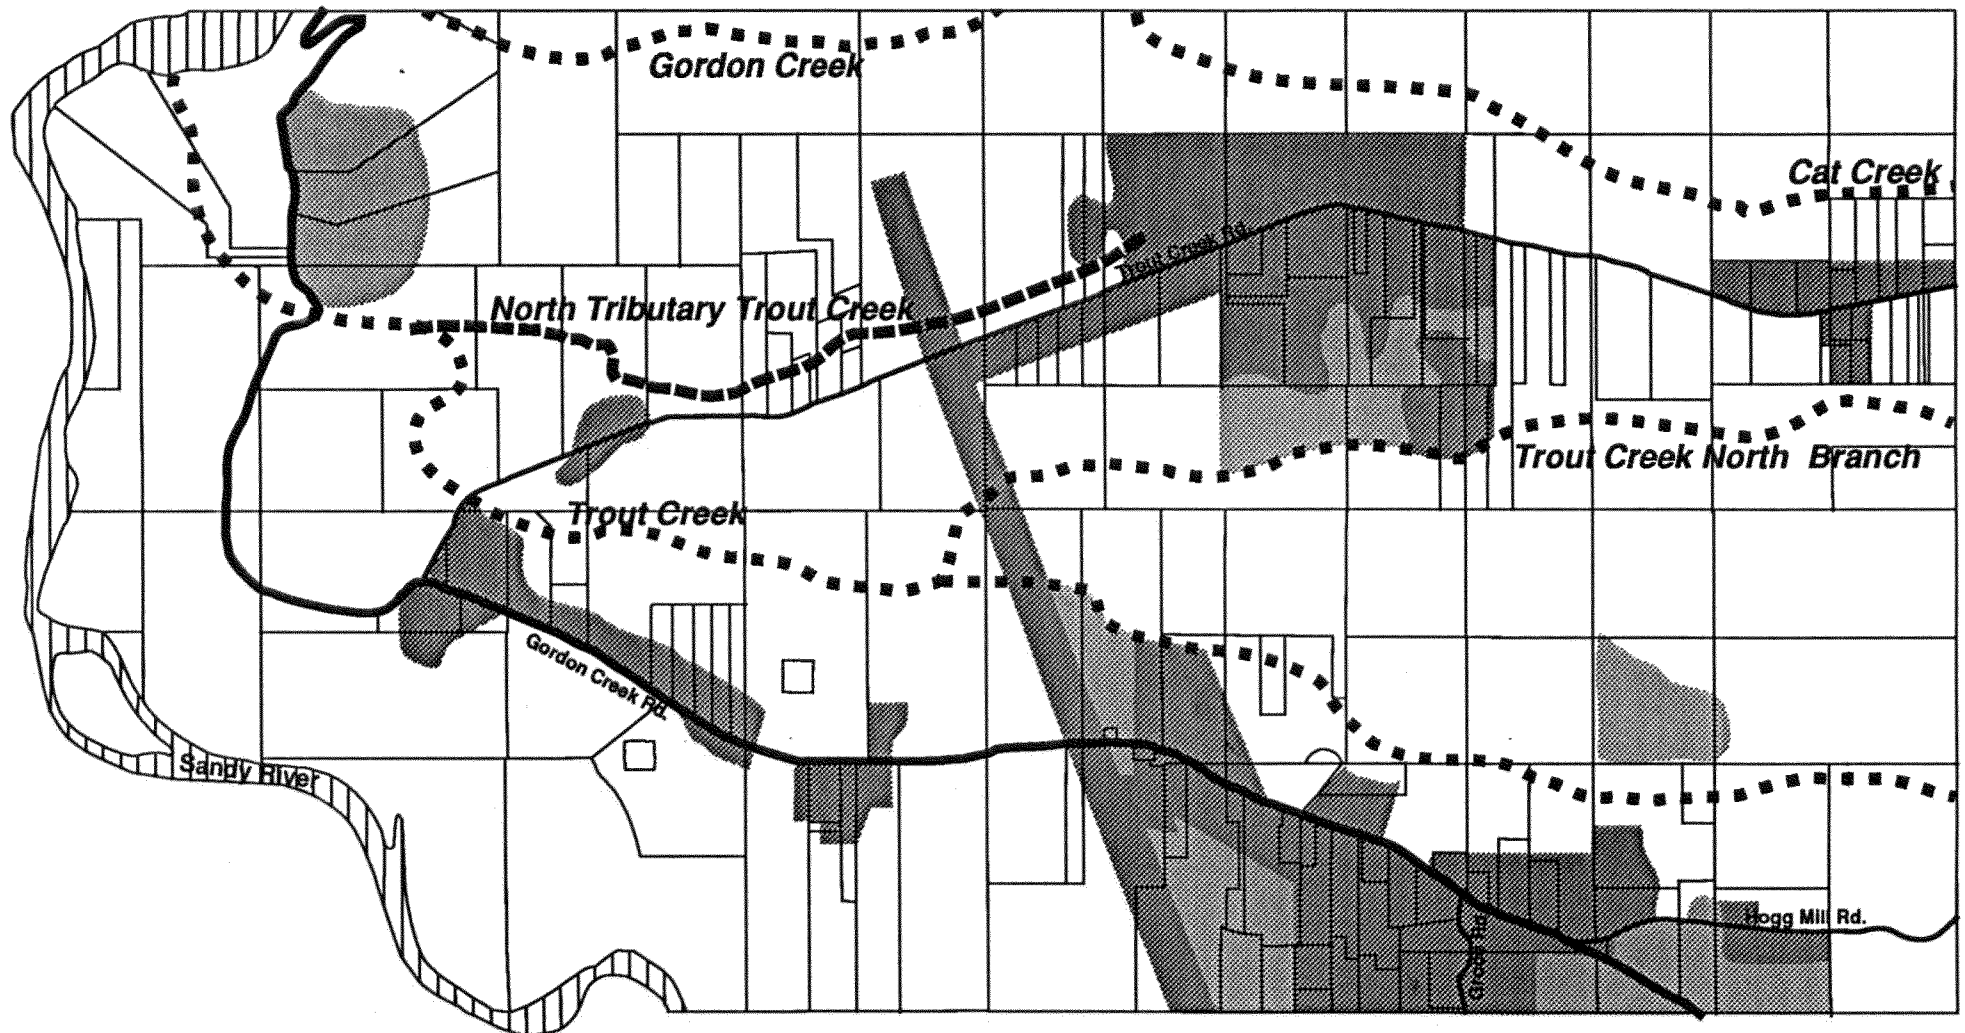 Gordon Creek
Cat Creek
Trout Creek Rd.
North Tributary Trout Creek
Trout Creek North Branch
Trout Creek
Gordon Creek Rd.
Sandy River
Hogg Mill Rd.
Rd.